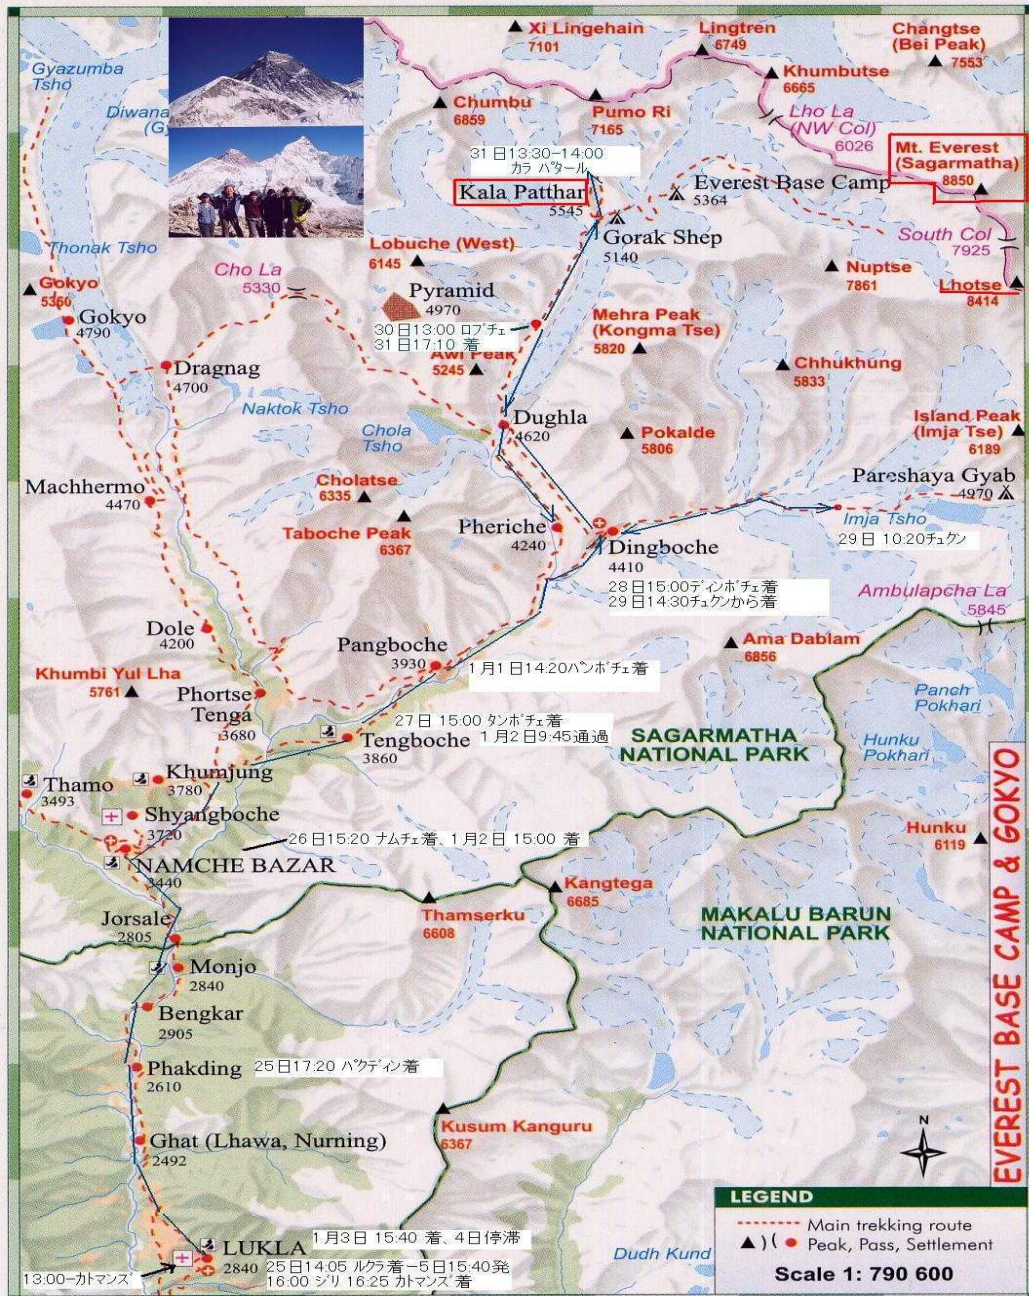 Xi Lingehain
7101
Lingtren
6749
Changtse
(Bei Peak)
7553
Gyazumba
Tsho
Khumbutse
6665
Diwana
Chumbu
6859
Pumo Ri
7165
Lho La
(NW Col)
6026
Mt. Everest
(Sagarmatha)
8850
31日13:30-14:00
カラ パタール
Kala Patthar
5545
Everest Base Camp
5364
Gorak Shep
5140
South Col
7925
Thonak Tsho
Lobuche (West)
6145
Cho La
5330
Nuptse
7861
Lhotse
8414
Gokyo
5360
Gokyo
4790
Pyramid
4970
30日13:00 ロブチェ
31日17:10 着
Mehra Peak
(Kongma Tse)
5820
Awi Peak
5245
Dragnag
4700
Chhukhung
5833
Naktok Tsho
Chola
Tsho
Dughla
4620
Pokalde
5806
Island Peak
(Imja Tse)
6189
Machhermo
4470
Cholatse
6335
Taboche Peak
6367
Pareshaya Gyab
4970
Pheriche
4240
Dingboche
4410
Imja Tsho
29日 10:20チュクン
28日15:00ディンボチェ着
29日14:30チュクンから着
Ambulapcha La
5845
Dole
4200
Pangboche
3930
Ama Dablam
6856
Khumbi Yul Lha
5761
1月1日14:20パンボチェ着
Phortse
Tenga
3680
Panch
Pokhari
27日 15:00 タンボチェ着
1月2日9:45通過
Tengboche
3860
SAGARMATHA
NATIONAL PARK
Hunku
Pokhari
Thamo
3493
Khumjung
3780
Shyangboche
3720
26日15:20 ナムチェ着、1月2日 15:00 着
Hunku
6119
NAMCHE BAZAR
3440
Kangtega
6685
Thamserku
6608
Jorsale
2805
MAKALU BARUN
NATIONAL PARK
Monjo
2840
Bengkar
2905
Phakding
2610
25日17:20 パクディン着
EVEREST BASE CAMP & GOKYO
Kusum Kanguru
6367
Ghat (Lhawa, Nurning)
2492
N
LEGEND
Main trekking route
Peak, Pass, Settlement
Scale 1: 790 600
Dudh Kund
1月3日 15:40 着、4日停滞
LUKLA
2840
25日14:05 ルクラ着－5日15:40発
16:00 ジリ 16:25 カトマンズ着
13:00－カトマンズ